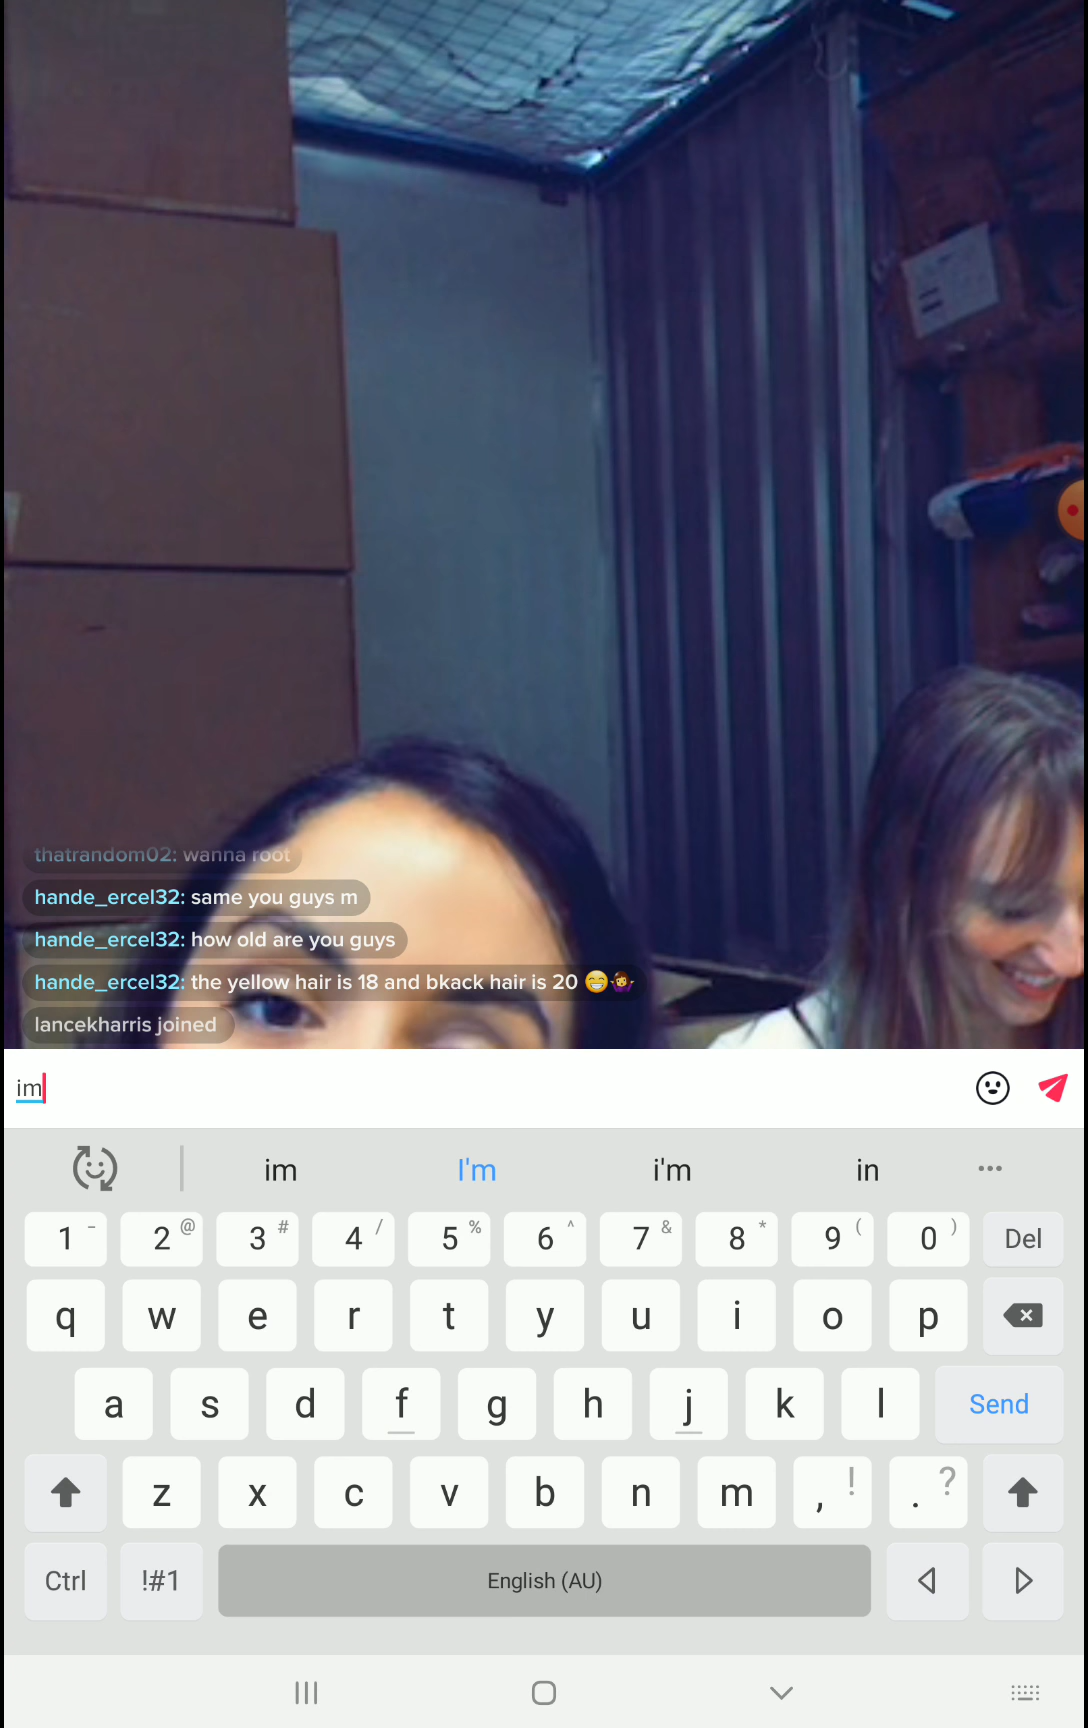 thatrandom02: wanna root
hande_ercel32: same you guys m
hande_ercel32: how old are you guys
hande_ercel32: the yellow hair is 18 and bkack hair is 20 😁🤷‍♀️
lancekharris joined
im
im I'm i'm in ...
1 - 2 @ 3 # 4 / 5 % 6 ^ 7 & 8 * 9 ( 0 ) Del
q w e r t y u i o p
a s d f g h j k l Send
z x c v b n m , ! . ?
Ctrl !#1 English (AU)